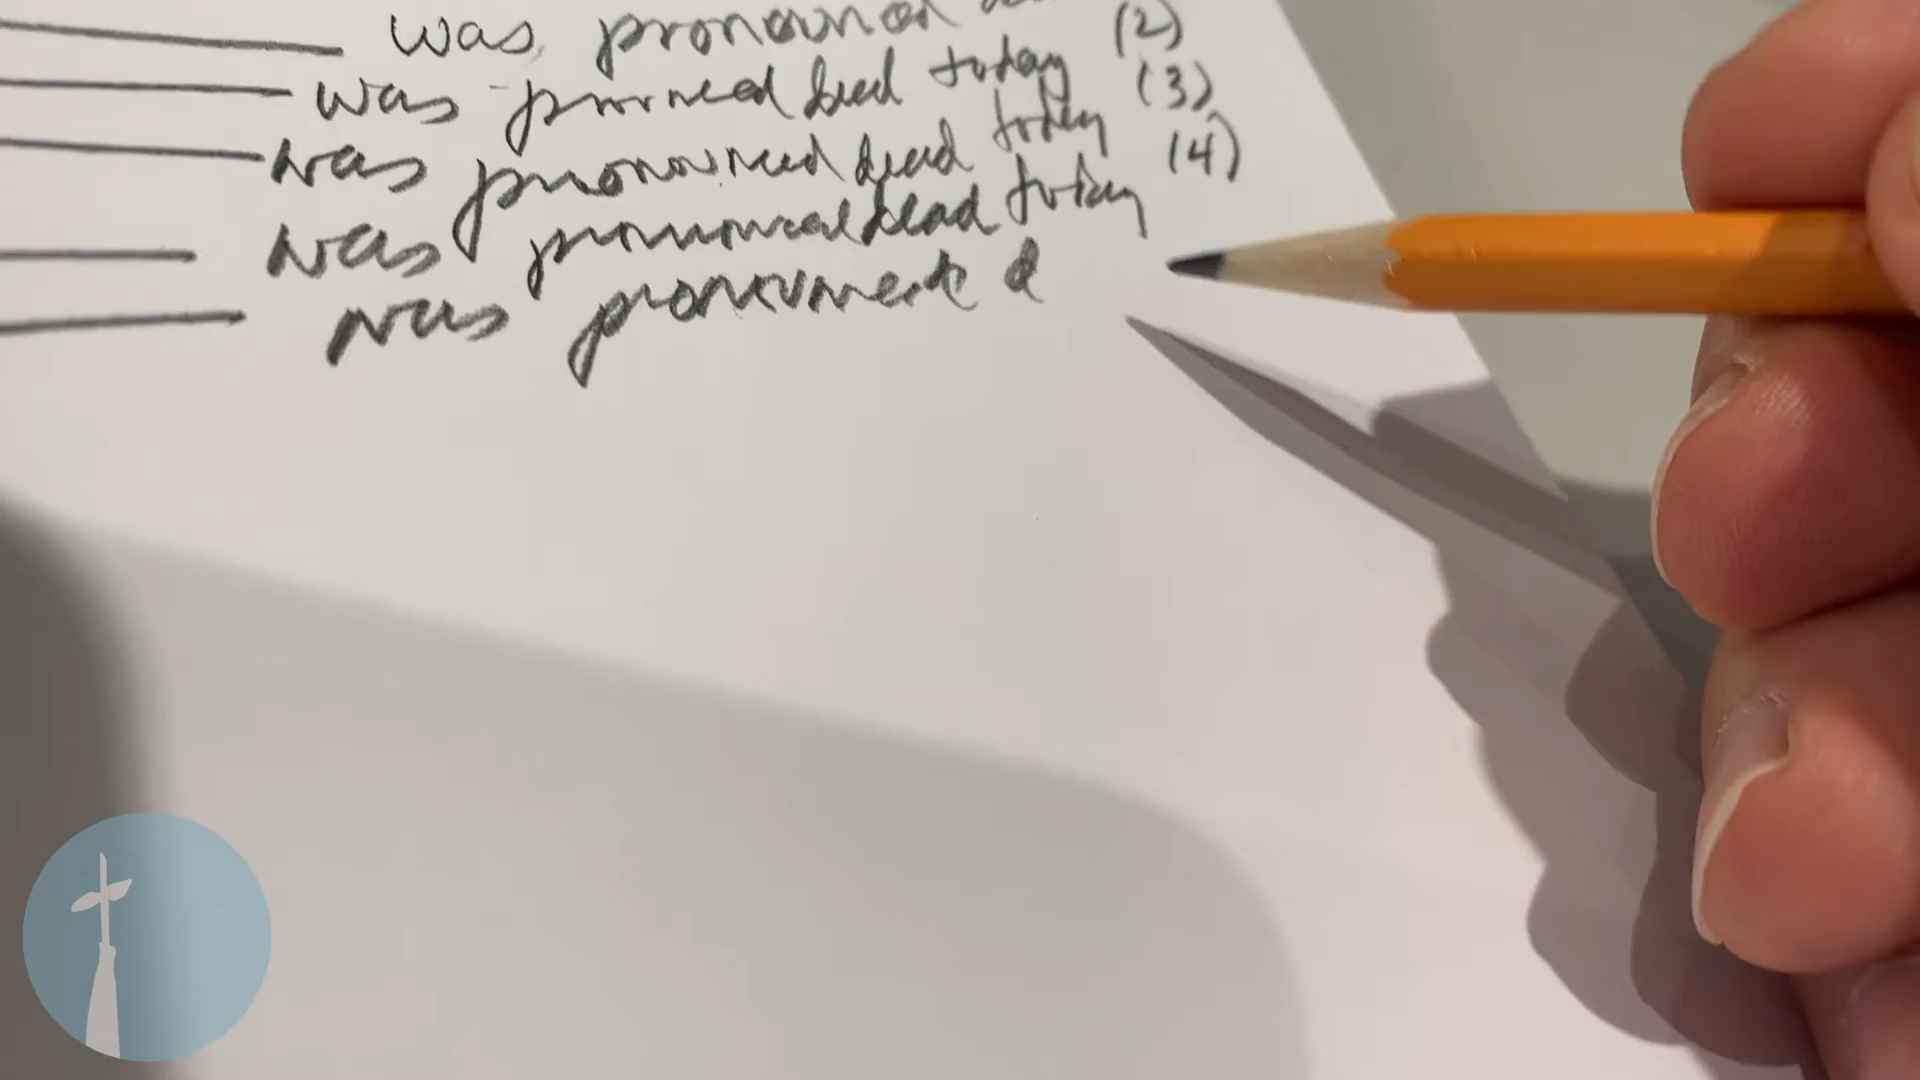 was pronounced
was pronounced dead today (2)
was pronounced dead today (3)
was pronounced dead today (4)
was pronounced d